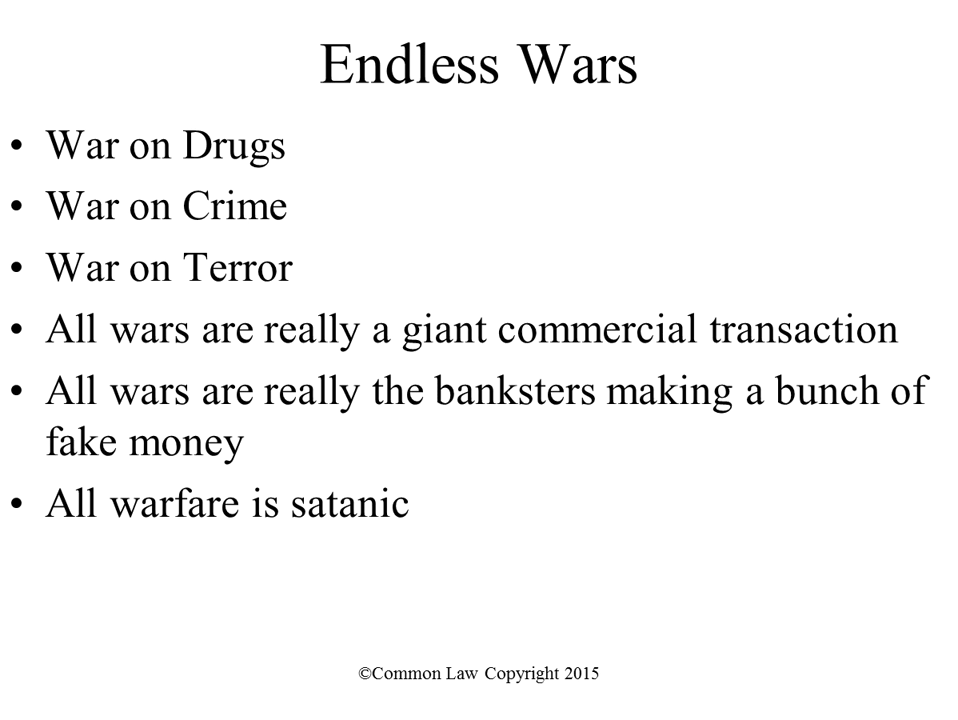 Endless Wars
• War on Drugs
• War on Crime
• War on Terror
• All wars are really a giant commercial transaction
• All wars are really the banksters making a bunch of
fake money
• All warfare is satanic
©Common Law Copyright 2015